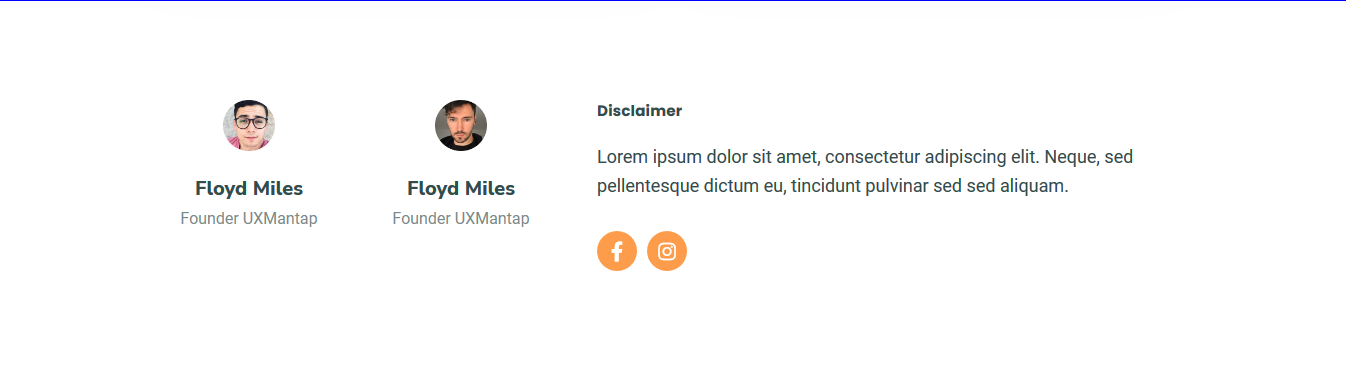 Floyd Miles
Founder UXMantap
Floyd Miles
Founder UXMantap
Disclaimer
Lorem ipsum dolor sit amet, consectetur adipiscing elit. Neque, sed
pellentesque dictum eu, tincidunt pulvinar sed sed aliquam.